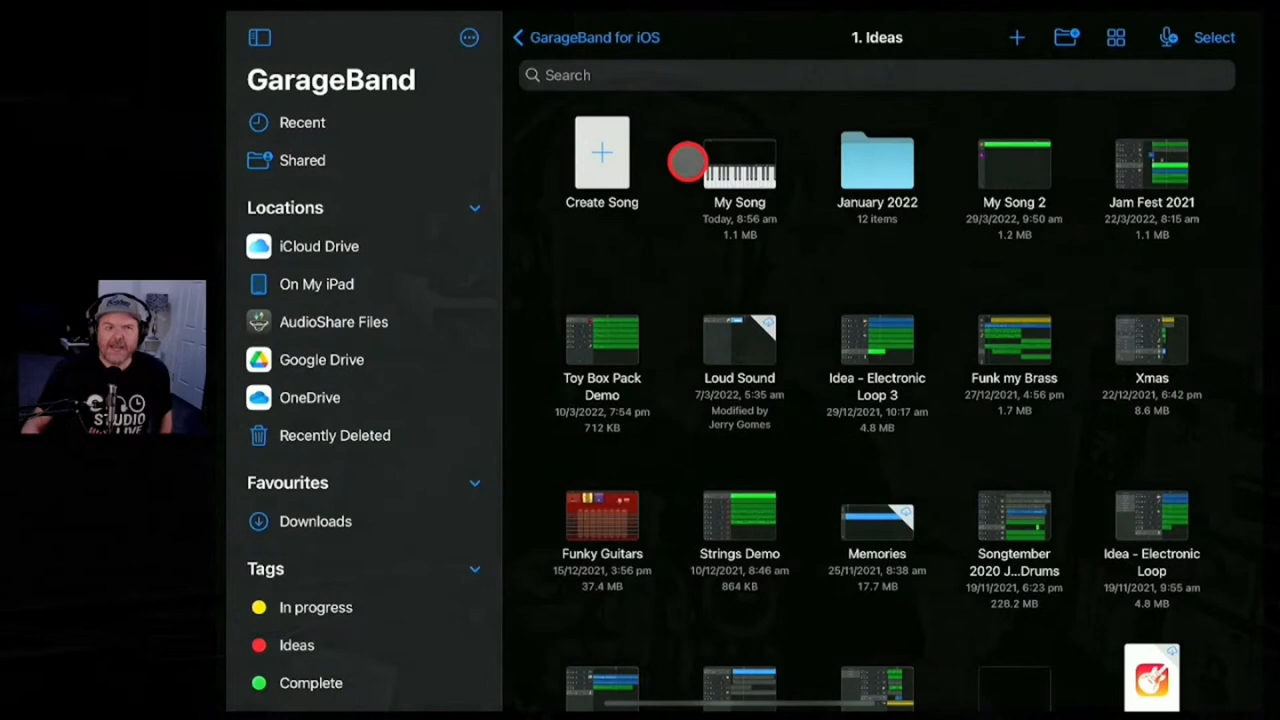 GarageBand
Recent
Shared
Locations
iCloud Drive
On My iPad
AudioShare Files
Google Drive
OneDrive
Recently Deleted
Favourites
Downloads
Tags
In progress
Ideas
Complete
GarageBand for iOS
1. Ideas
Select
Search
Create Song
My Song
Today, 8:56 am
1.1 MB
January 2022
12 items
My Song 2
29/3/2022, 9:50 am
1.2 MB
Jam Fest 2021
22/3/2022, 8:15 am
1.1 MB
Toy Box Pack
Demo
10/3/2022, 7:54 pm
712 KB
Loud Sound
7/3/2022, 5:35 am
Modified by
Jerry Gomes
Idea - Electronic
Loop 3
29/12/2021, 10:17 am
4.8 MB
Funk my Brass
27/12/2021, 4:56 pm
1.7 MB
Xmas
22/12/2021, 6:42 pm
8.6 MB
Funky Guitars
15/12/2021, 3:56 pm
37.4 MB
Strings Demo
10/12/2021, 8:46 am
864 KB
Memories
25/11/2021, 8:38 am
17.7 MB
Songtember
2020 J...Drums
19/11/2021, 6:23 pm
228.2 MB
Idea - Electronic
Loop
19/11/2021, 9:55 am
4.8 MB
STUDIO
LIVE